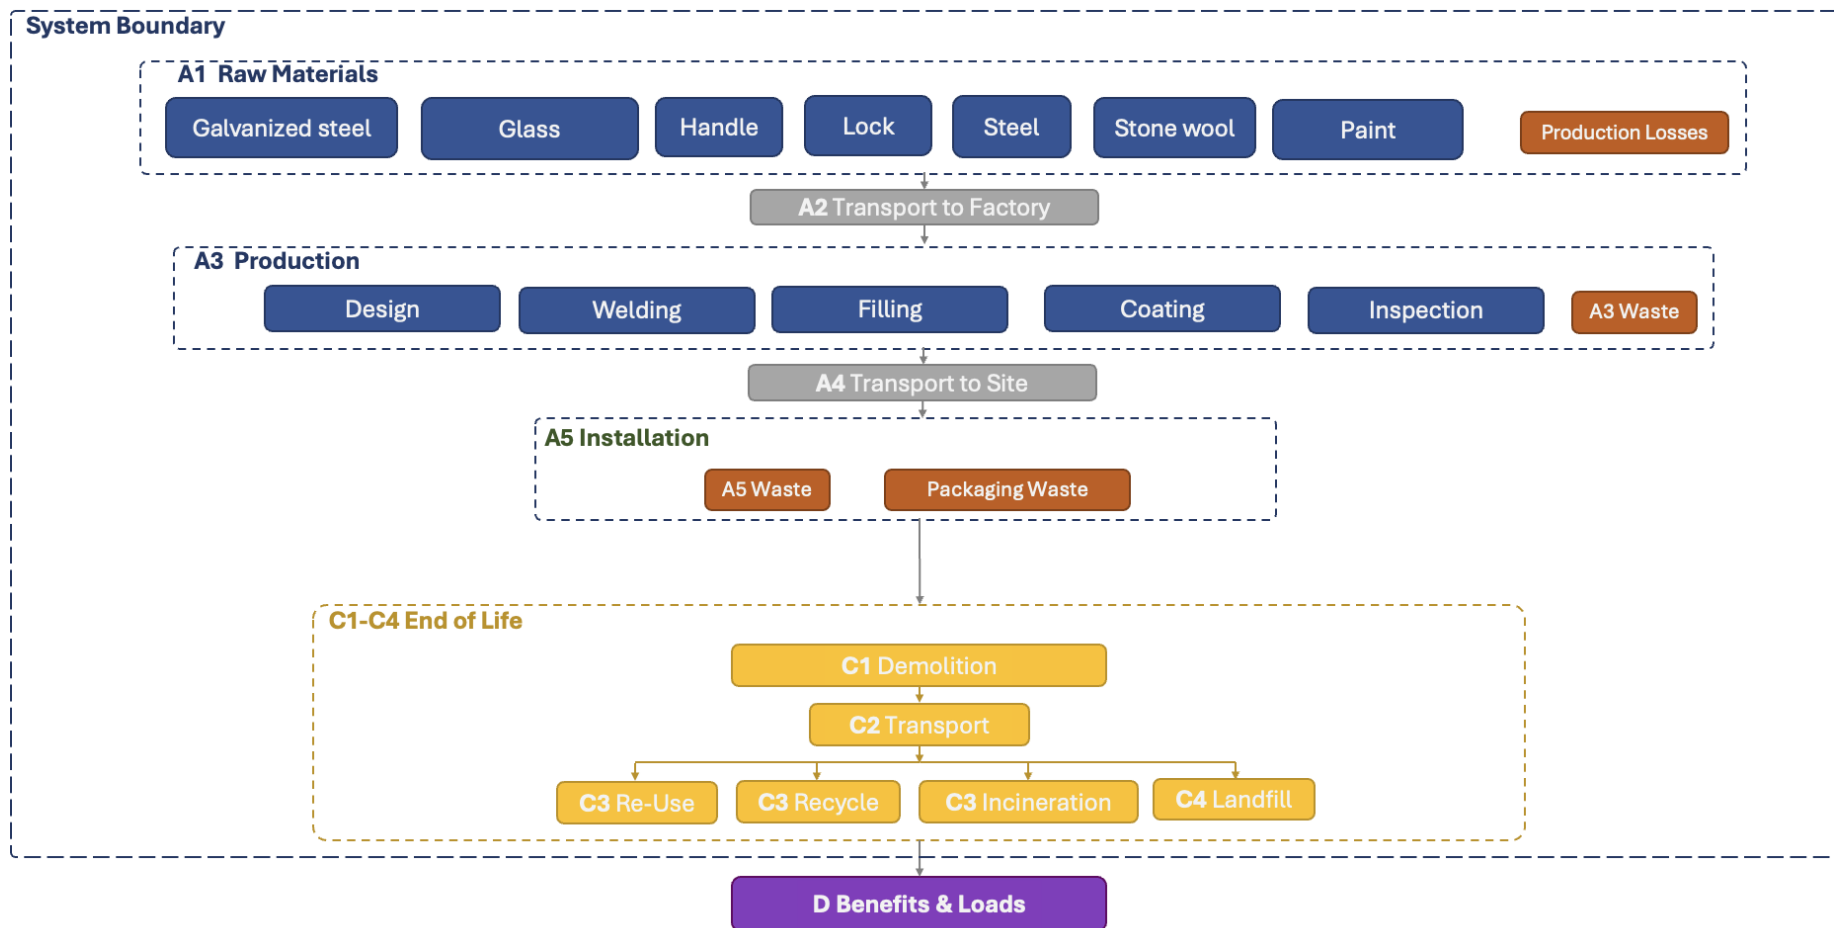 System Boundary
A1 Raw Materials
Galvanized steel
Glass
Handle
Lock
Steel
Stone wool
Paint
Production Losses
A2 Transport to Factory
A3 Production
Design
Welding
Filling
Coating
Inspection
A3 Waste
A4 Transport to Site
A5 Installation
A5 Waste
Packaging Waste
C1-C4 End of Life
C1 Demolition
C2 Transport
C3 Re-Use
C3 Recycle
C3 Incineration
C4 Landfill
D Benefits & Loads